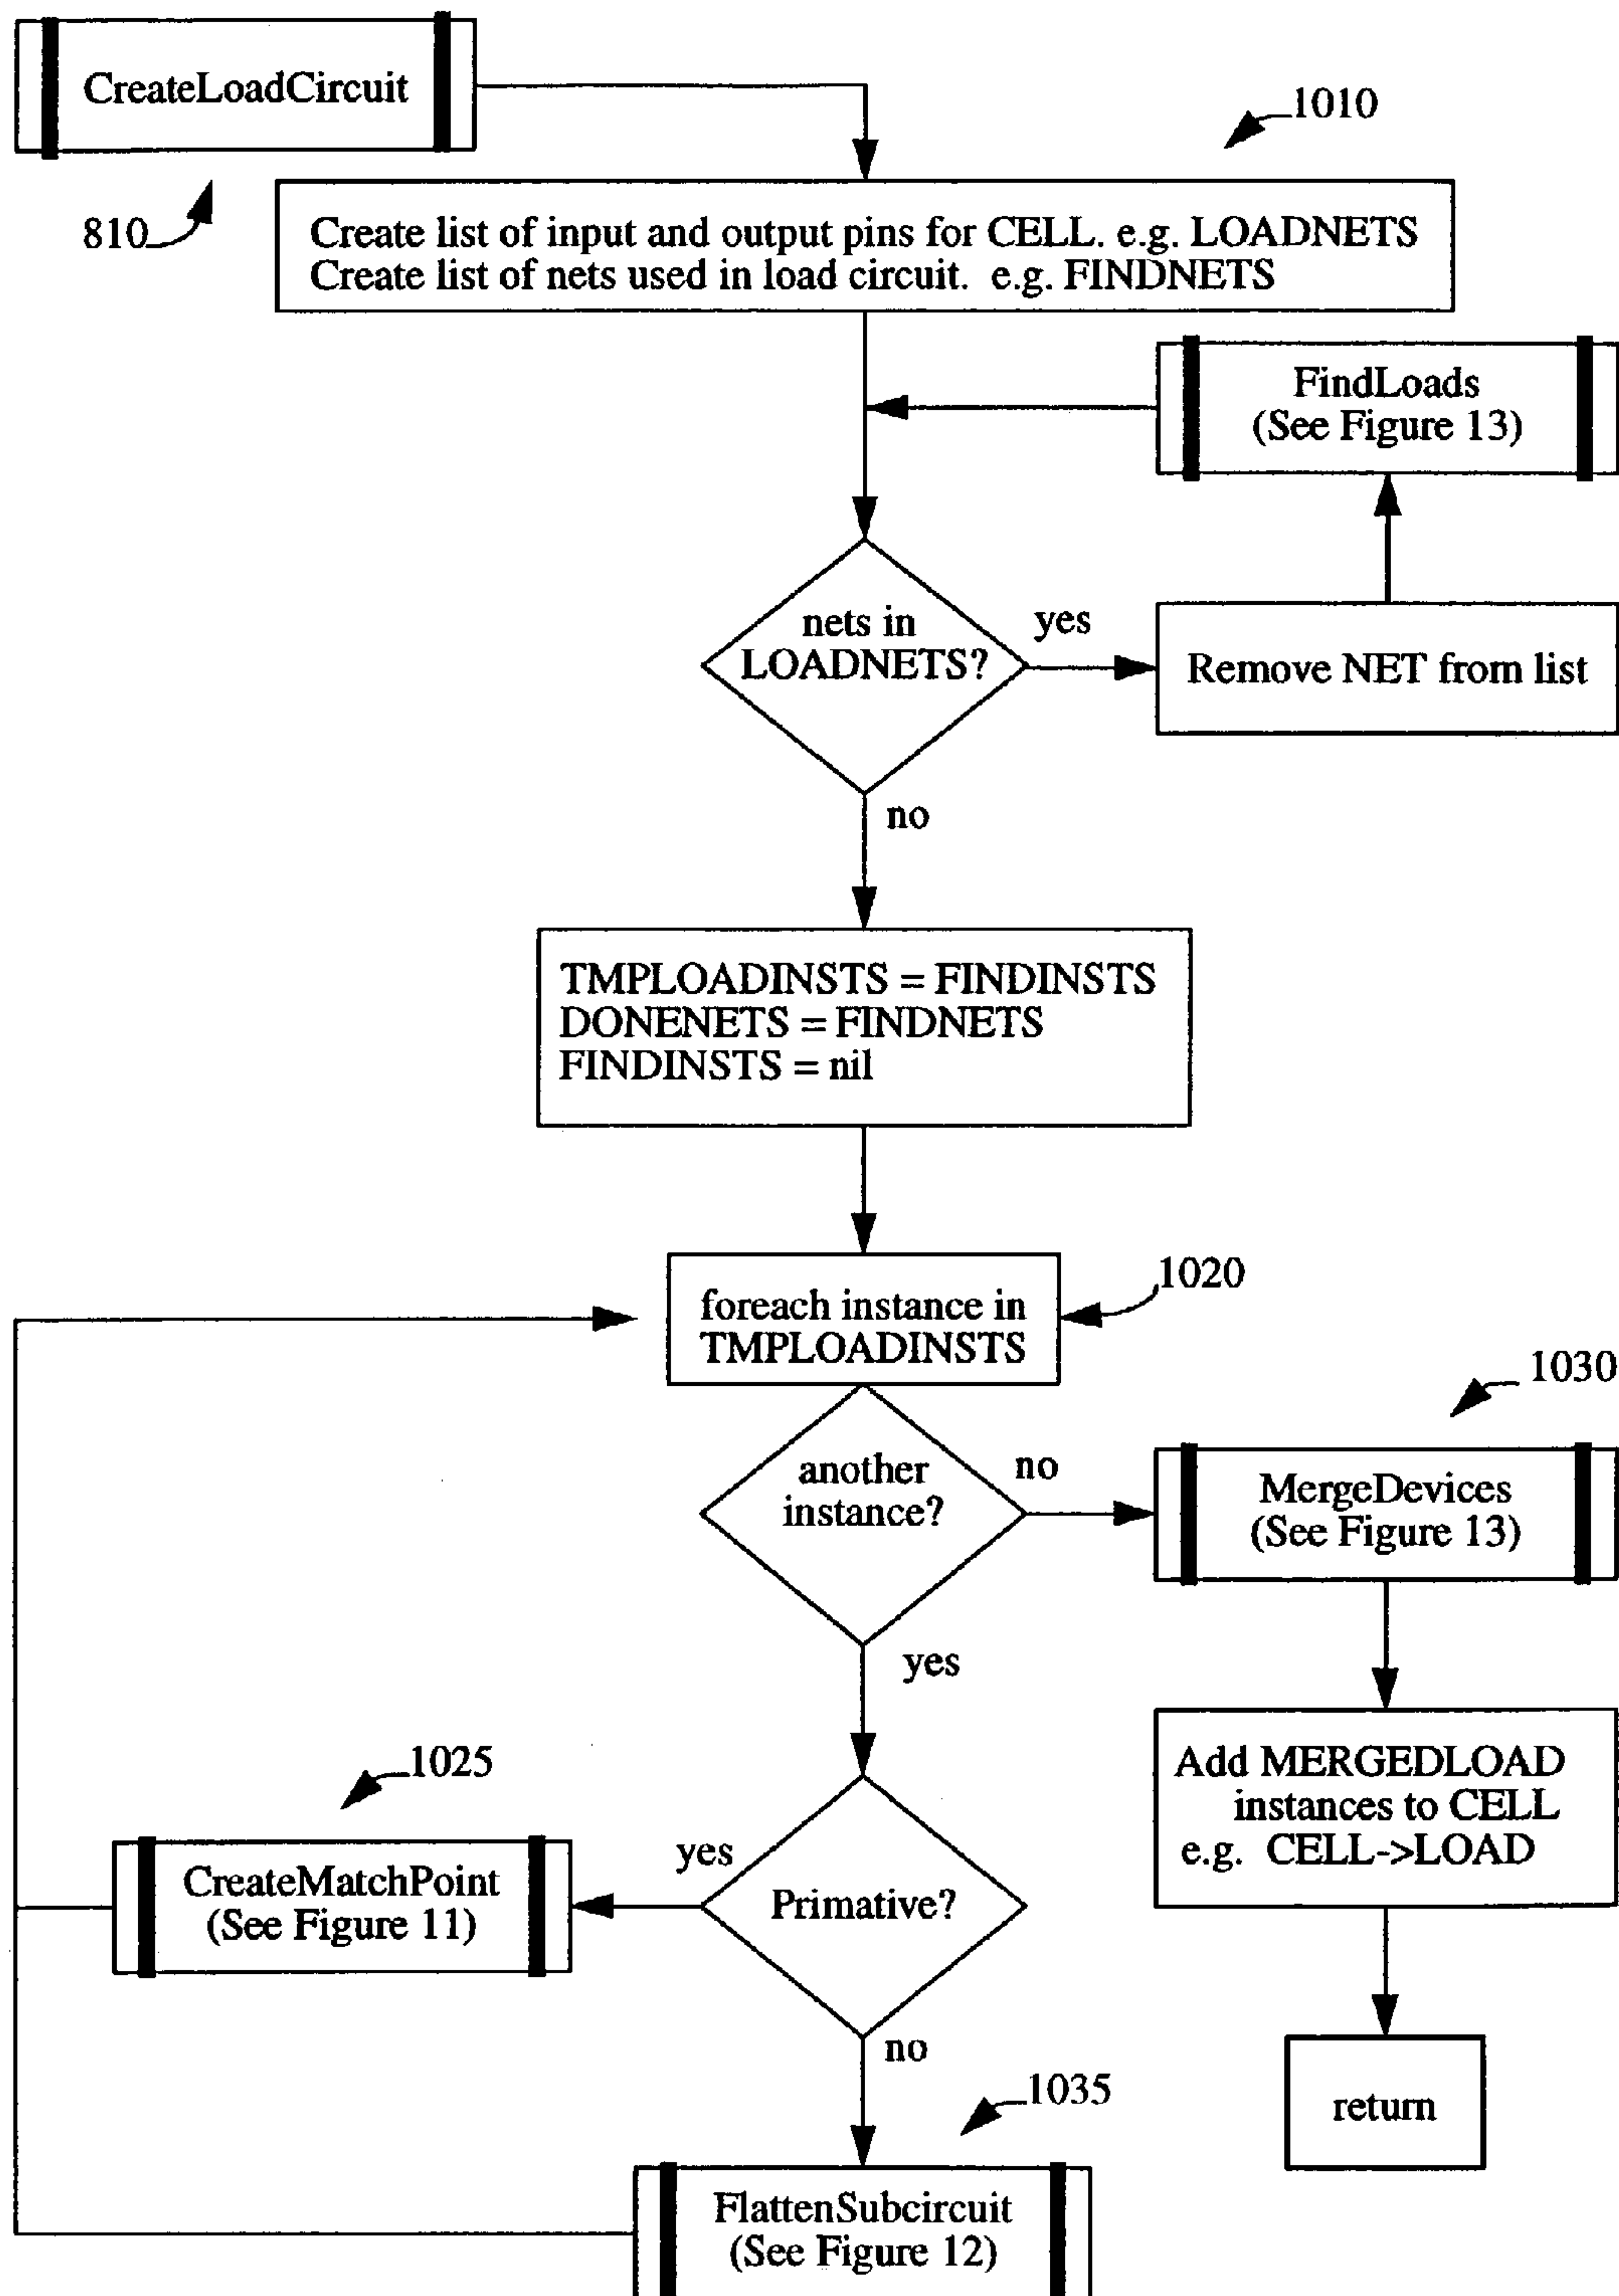 CreateLoadCircuit
1010
810
Create list of input and output pins for CELL. e.g. LOADNETS
Create list of nets used in load circuit. e.g. FINDNETS
FindLoads
(See Figure 13)
nets in
LOADNETS?
yes
Remove NET from list
no
TMPLOADINSTS = FINDINSTS
DONENETS = FINDNETS
FINDINSTS = nil
foreach instance in
TMPLOADINSTS
1020
1030
another
instance?
no
MergeDevices
(See Figure 13)
yes
Add MERGEDLOAD
instances to CELL
e.g. CELL->LOAD
1025
CreateMatchPoint
(See Figure 11)
yes
Primative?
no
1035
return
FlattenSubcircuit
(See Figure 12)